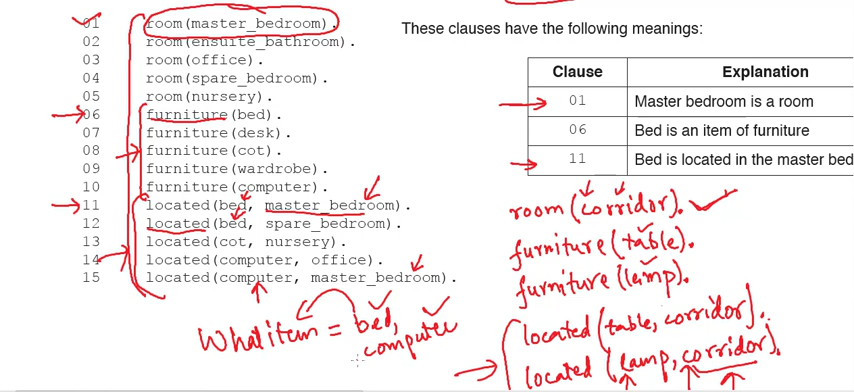 01 room(master_bedroom).
02 room(ensuite_bathroom).
03 room(office).
04 room(spare_bedroom).
05 room(nursery).
06 furniture(bed).
07 furniture(desk).
08 furniture(cot).
09 furniture(wardrobe).
10 furniture(computer).
11 located(bed, master_bedroom).
12 located(bed, spare_bedroom).
13 located(cot, nursery).
14 located(computer, office).
15 located(computer, master_bedroom).
What item = bed,
computer
These clauses have the following meanings:
Clause Explanation
01 Master bedroom is a room
06 Bed is an item of furniture
11 Bed is located in the master bed
room(corridor).
furniture(table).
furniture(lamp).
located(table, corridor).
located(lamp, corridor).